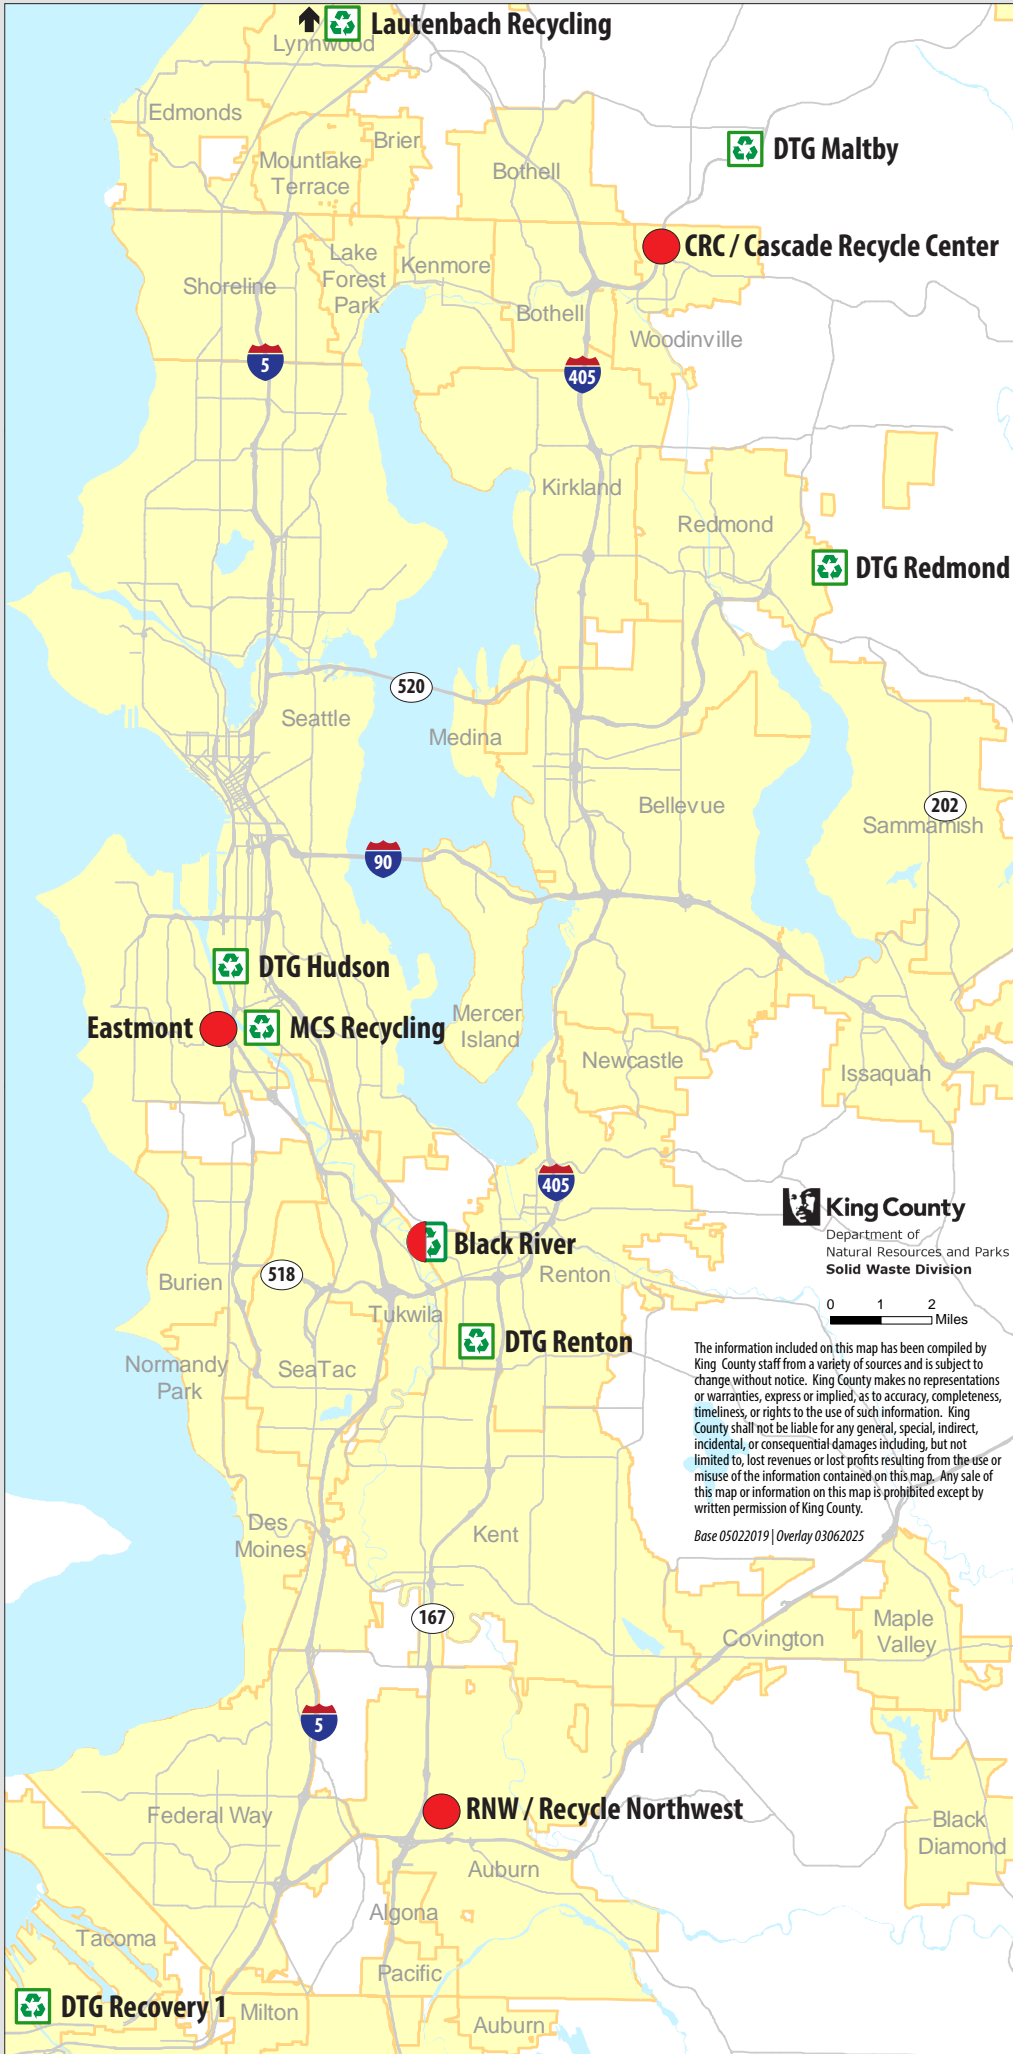 Lautenbach Recycling
Lynnwood
Edmonds
Brier
Mountlake
Terrace
Bothell
DTG Maltby
CRC / Cascade Recycle Center
Lake
Forest
Park
Kenmore
Shoreline
Bothell
Woodinville
5
405
Kirkland
Redmond
DTG Redmond
520
Seattle
Medina
Bellevue
202
Sammamish
90
DTG Hudson
Eastmont
MCS Recycling
Mercer
Island
Newcastle
Issaquah
405
King County
Department of
Natural Resources and Parks
Solid Waste Division
Black River
Renton
Burien
518
Tukwila
0 1 2
Miles
DTG Renton
Normandy
Park
SeaTac
The information included on this map has been compiled by
King County staff from a variety of sources and is subject to
change without notice. King County makes no representations
or warranties, express or implied, as to accuracy, completeness,
timeliness, or rights to the use of such information. King
County shall not be liable for any general, special, indirect,
incidental, or consequential damages including, but not
limited to, lost revenues or lost profits resulting from the use or
misuse of the information contained on this map. Any sale of
this map or information on this map is prohibited except by
written permission of King County.
Base 05022019 | Overlay 03062025
Des
Moines
Kent
167
Covington
Maple
Valley
5
RNW / Recycle Northwest
Federal Way
Black
Diamond
Auburn
Algona
Tacoma
Pacific
DTG Recovery 1
Milton
Auburn